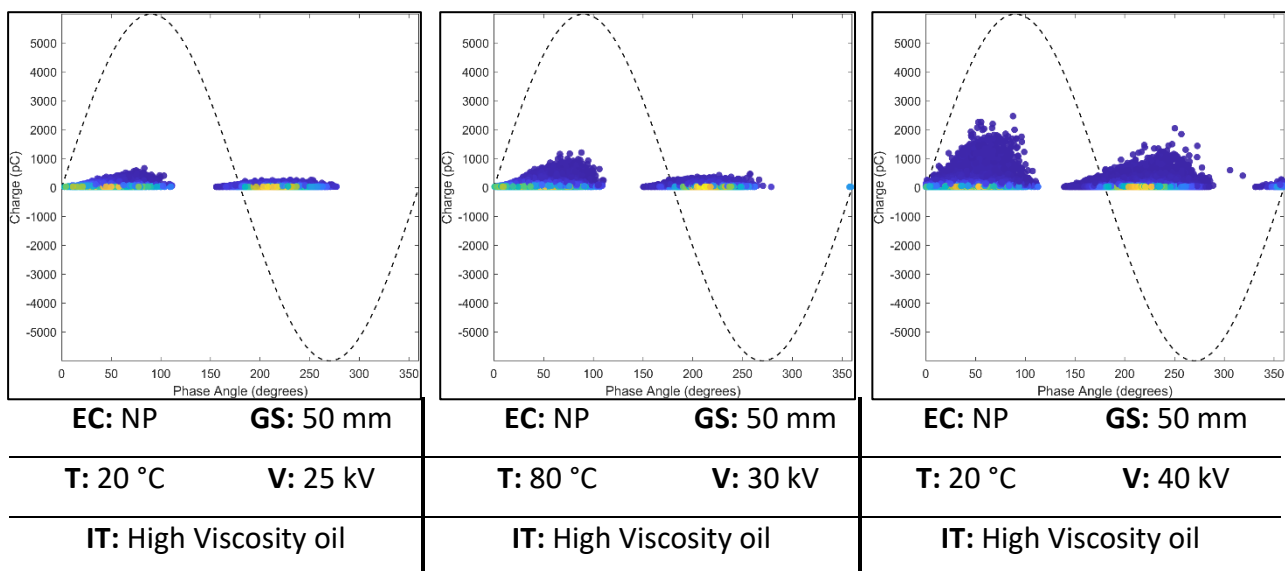 5000
4000
3000
2000
1000
0
-1000
-2000
-3000
-4000
-5000
Charge (pC)
0 50 100 150 200 250 300 350
Phase Angle (degrees)
5000
4000
3000
2000
1000
0
-1000
-2000
-3000
-4000
-5000
Charge (pC)
0 50 100 150 200 250 300 350
Phase Angle (degrees)
5000
4000
3000
2000
1000
0
-1000
-2000
-3000
-4000
-5000
Charge (pC)
0 50 100 150 200 250 300 350
Phase Angle (degrees)
EC: NP GS: 50 mm EC: NP GS: 50 mm EC: NP GS: 50 mm
T: 20 °C V: 25 kV T: 80 °C V: 30 kV T: 20 °C V: 40 kV
IT: High Viscosity oil IT: High Viscosity oil IT: High Viscosity oil